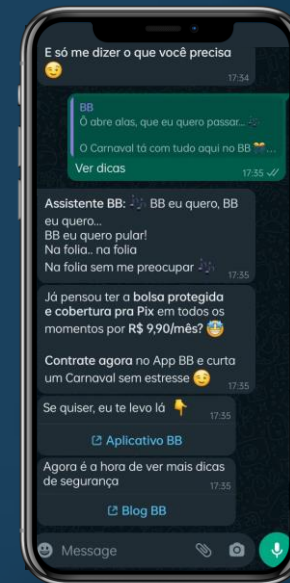 E só me dizer o que você precisa
😉
17:34
BB
Ô abre alas, que eu quero passar... 🎶
O Carnaval tá com tudo aqui no BB 🎊...
Ver dicas
17:35
Assistente BB: 🎶 BB eu quero, BB
eu quero...
BB eu quero pular!
Na folia.. na folia
Na folia sem me preocupar 🎶
17:35
Já pensou ter a bolsa protegida
e cobertura pra Pix em todos os
momentos por R$ 9,90/mês? 🤩
Contrate agora no App BB e curta
um Carnaval sem estresse 😉
17:35
Se quiser, eu te levo lá 👇
17:35
Aplicativo BB
Agora é a hora de ver mais dicas
de segurança
17:35
Blog BB
Message